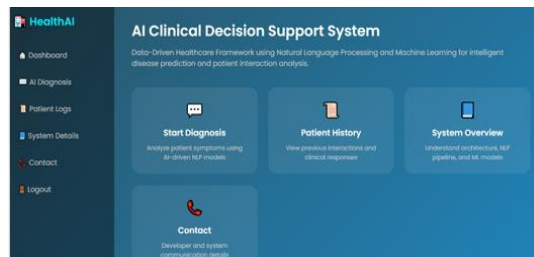 HealthAI
Dashboard
AI Diagnosis
Patient Logs
System Details
Contact
Logout
AI Clinical Decision Support System
Data-Driven Healthcare Framework using Natural Language Processing and Machine Learning for intelligent
disease prediction and patient interaction analysis.
Start Diagnosis
Analyze patient symptoms using
AI-driven NLP models
Patient History
View previous interactions and
clinical responses
System Overview
Understand architecture, NLP
pipeline, and ML models
Contact
Developer and system
communication details